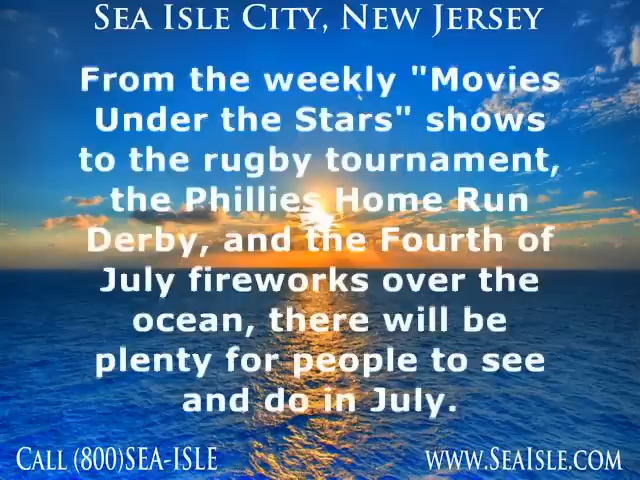 Sea Isle City, New Jersey
From the weekly "Movies
Under the Stars" shows
to the rugby tournament,
the Phillies Home Run
Derby, and the Fourth of
July fireworks over the
ocean, there will be
plenty for people to see
and do in July.
Call (800)SEA-ISLE
www.SeaIsle.com